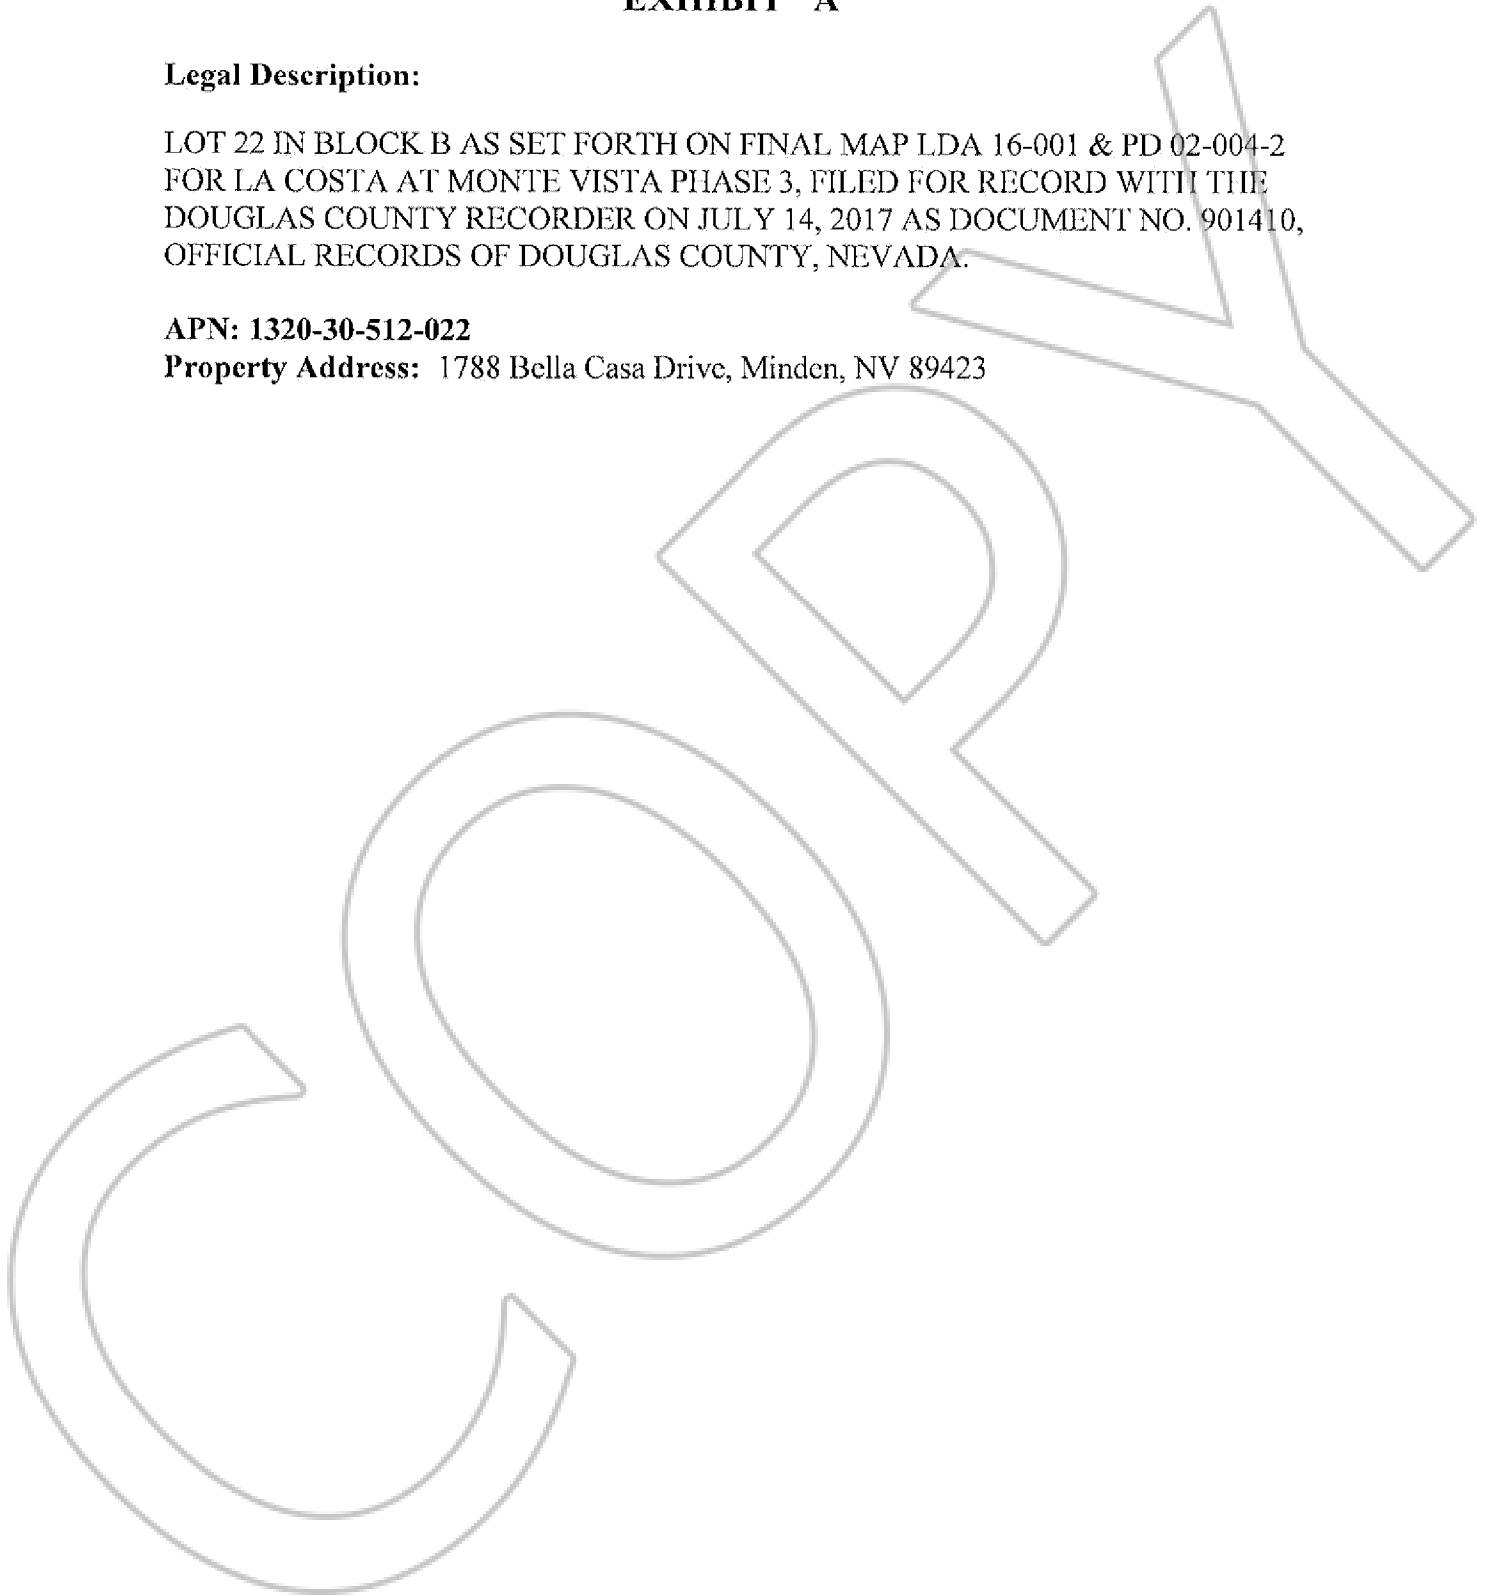 EXHIBIT A
Legal Description:
LOT 22 IN BLOCK B AS SET FORTH ON FINAL MAP LDA 16-001 & PD 02-004-2
FOR LA COSTA AT MONTE VISTA PHASE 3, FILED FOR RECORD WITH THE
DOUGLAS COUNTY RECORDER ON JULY 14, 2017 AS DOCUMENT NO. 901410,
OFFICIAL RECORDS OF DOUGLAS COUNTY, NEVADA.
APN: 1320-30-512-022
Property Address: 1788 Bella Casa Drive, Minden, NV 89423
COPY